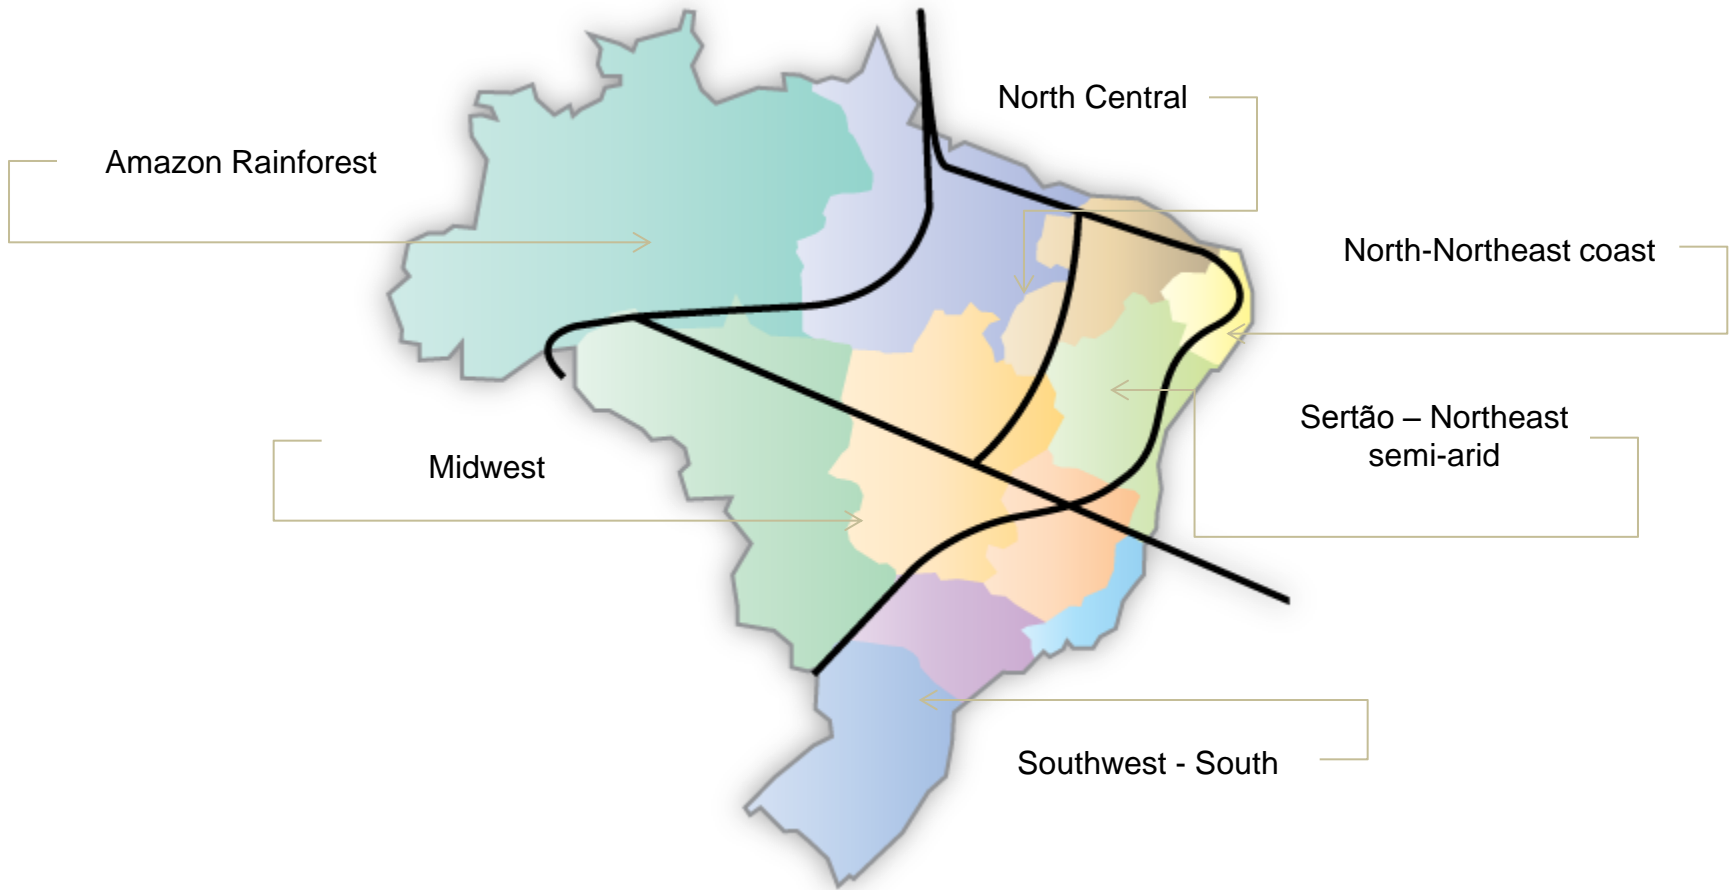 North Central
Amazon Rainforest
North-Northeast coast
Sertão – Northeast
semi-arid
Midwest
Southwest - South